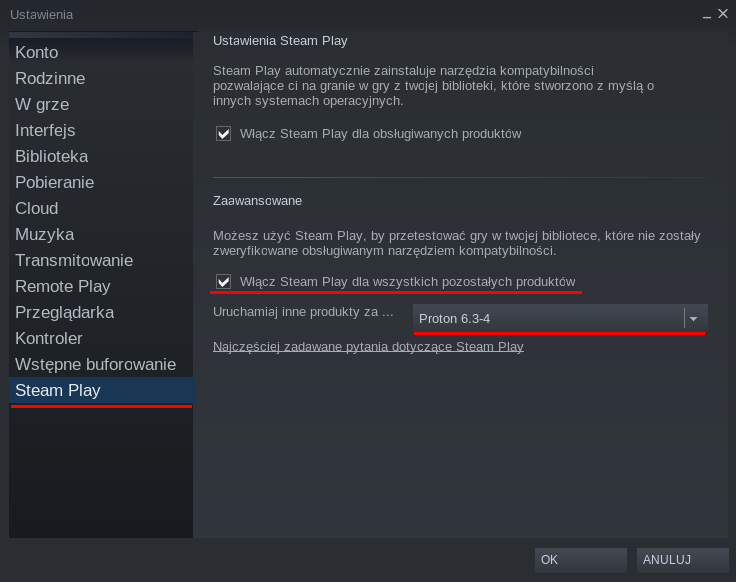 Ustawienia
Konto
Rodzinne
W grze
Interfejs
Biblioteka
Pobieranie
Cloud
Muzyka
Transmitowanie
Remote Play
Przeglądarka
Kontroler
Wstępne buforowanie
Steam Play
Ustawienia Steam Play
Steam Play automatycznie zainstaluje narzędzia kompatybilności
pozwalające ci na granie w gry z twojej biblioteki, które stworzono z myślą o
innych systemach operacyjnych.
Włącz Steam Play dla obsługiwanych produktów
Zaawansowane
Możesz użyć Steam Play, by przetestować gry w twojej bibliotece, które nie zostały
zweryfikowane obsługiwanym narzędziem kompatybilności.
Włącz Steam Play dla wszystkich pozostałych produktów
Uruchamiaj inne produkty za ...
Proton 6.3-4
Najczęściej zadawane pytania dotyczące Steam Play
OK
ANULUJ